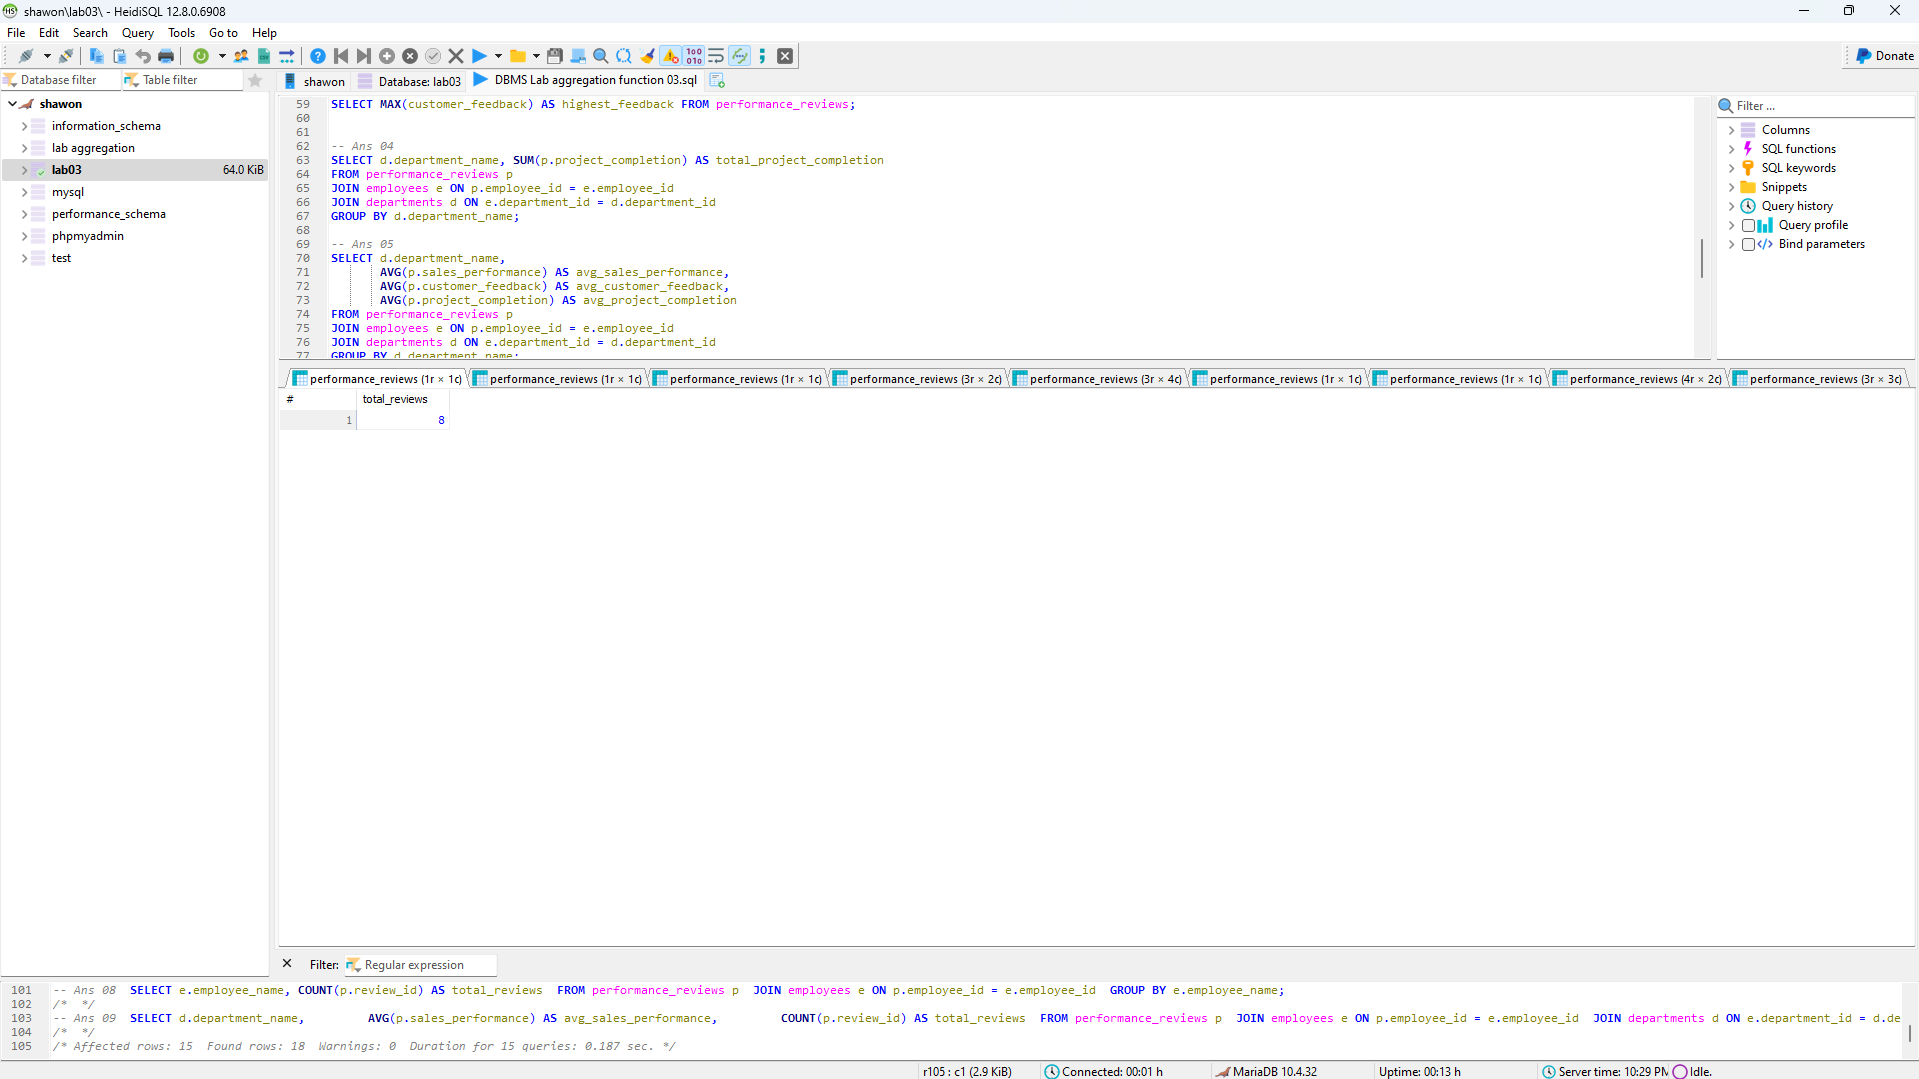 shawon\lab03\ - HeidiSQL 12.8.0.6908
File Edit Search Query Tools Go to Help
Donate
Database filter Table filter
shawon Database: lab03 DBMS Lab aggregation function 03.sql
shawon
information_schema
lab aggregation
lab03 64.0 KiB
mysql
performance_schema
phpmyadmin
test
59 SELECT MAX(customer_feedback) AS highest_feedback FROM performance_reviews;
60
61
62 -- Ans 04
63 SELECT d.department_name, SUM(p.project_completion) AS total_project_completion
64 FROM performance_reviews p
65 JOIN employees e ON p.employee_id = e.employee_id
66 JOIN departments d ON e.department_id = d.department_id
67 GROUP BY d.department_name;
68
69 -- Ans 05
70 SELECT d.department_name,
71 AVG(p.sales_performance) AS avg_sales_performance,
72 AVG(p.customer_feedback) AS avg_customer_feedback,
73 AVG(p.project_completion) AS avg_project_completion
74 FROM performance_reviews p
75 JOIN employees e ON p.employee_id = e.employee_id
76 JOIN departments d ON e.department_id = d.department_id
77 GROUP BY d.department_name;
Filter ...
Columns
SQL functions
SQL keywords
Snippets
Query history
Query profile
Bind parameters
performance_reviews (1r × 1c) performance_reviews (1r × 1c) performance_reviews (1r × 1c) performance_reviews (3r × 2c) performance_reviews (3r × 4c) performance_reviews (1r × 1c) performance_reviews (1r × 1c) performance_reviews (4r × 2c) performance_reviews (3r × 3c)
# total_reviews
1 8
Filter: Regular expression
101 -- Ans 08 SELECT e.employee_name, COUNT(p.review_id) AS total_reviews FROM performance_reviews p JOIN employees e ON p.employee_id = e.employee_id GROUP BY e.employee_name;
102 /* */
103 -- Ans 09 SELECT d.department_name, AVG(p.sales_performance) AS avg_sales_performance, COUNT(p.review_id) AS total_reviews FROM performance_reviews p JOIN employees e ON p.employee_id = e.employee_id JOIN departments d ON e.department_id = d.de
104 /* */
105 /* Affected rows: 15 Found rows: 18 Warnings: 0 Duration for 15 queries: 0.187 sec. */
r105 : c1 (2.9 KiB) Connected: 00:01 h MariaDB 10.4.32 Uptime: 00:13 h Server time: 10:29 PM Idle.